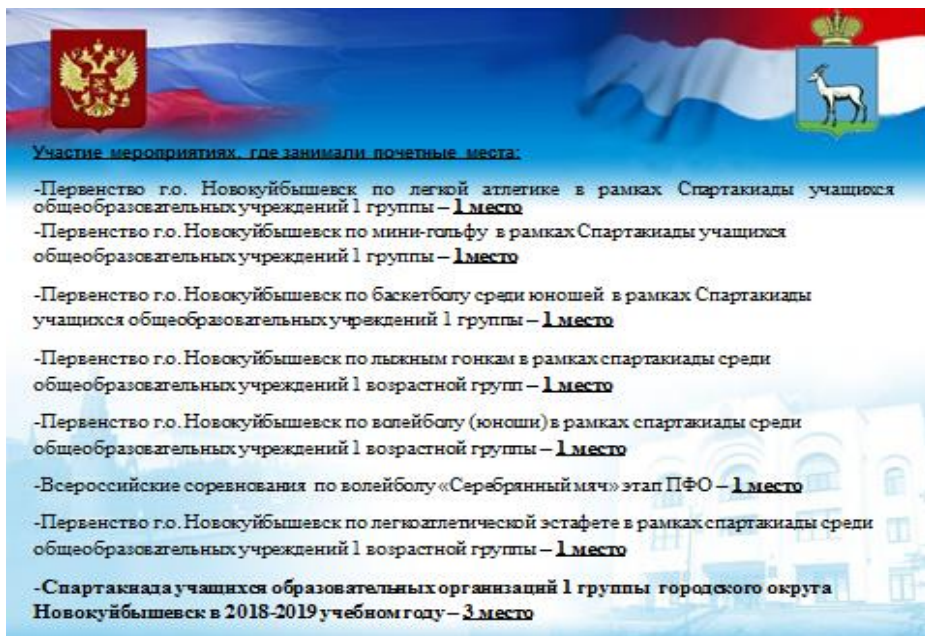 Участие мероприятиях, где занимали почетные места:
-Первенство г.о. Новокуйбышевск по легкой атлетике в рамках Спартакиады учащихся
общеобразовательных учреждений 1 группы – 1 место
-Первенство г.о. Новокуйбышевск по мини-гольфу в рамках Спартакиады учащихся
общеобразовательных учреждений 1 группы – 1место
-Первенство г.о. Новокуйбышевск по баскетболу среди юношей в рамках Спартакиады
учащихся общеобразовательных учреждений 1 группы – 1 место
-Первенство г.о. Новокуйбышевск по лыжным гонкам в рамках спартакиады среди
общеобразовательных учреждений 1 возрастной групп – 1 место
-Первенство г.о. Новокуйбышевск по волейболу (юноши) в рамках спартакиады среди
общеобразовательных учреждений 1 возрастной группы – 1 место
-Всероссийские соревнования по волейболу «Серебрянный мяч» этап ПФО – 1 место
-Первенство г.о. Новокуйбышевск по легкоатлетической эстафете в рамках спартакиады среди
общеобразовательных учреждений 1 возрастной группы – 1 место
-Спартакиада учащихся образовательных организаций 1 группы городского округа
Новокуйбышевск в 2018-2019 учебном году – 3 место